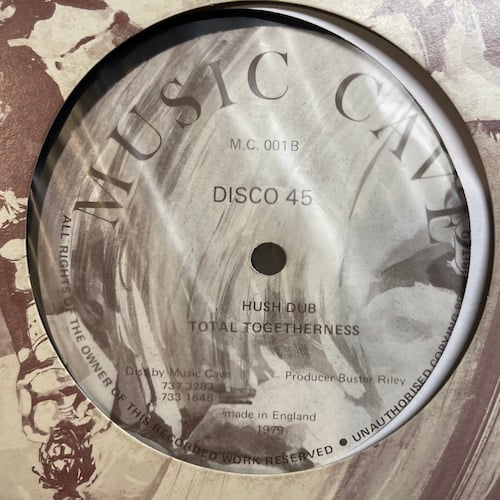 MUSIC CAVE
M.C. 001B
DISCO 45
HUSH DUB
TOTAL TOGETHERNESS
Dist by Music Cave
737 3283
733 1648
Producer Buster Riley
made in England
1979
ALL RIGHTS OF THE OWNER OF THIS RECORDED WORK RESERVED • UNAUTHORISED COPYING